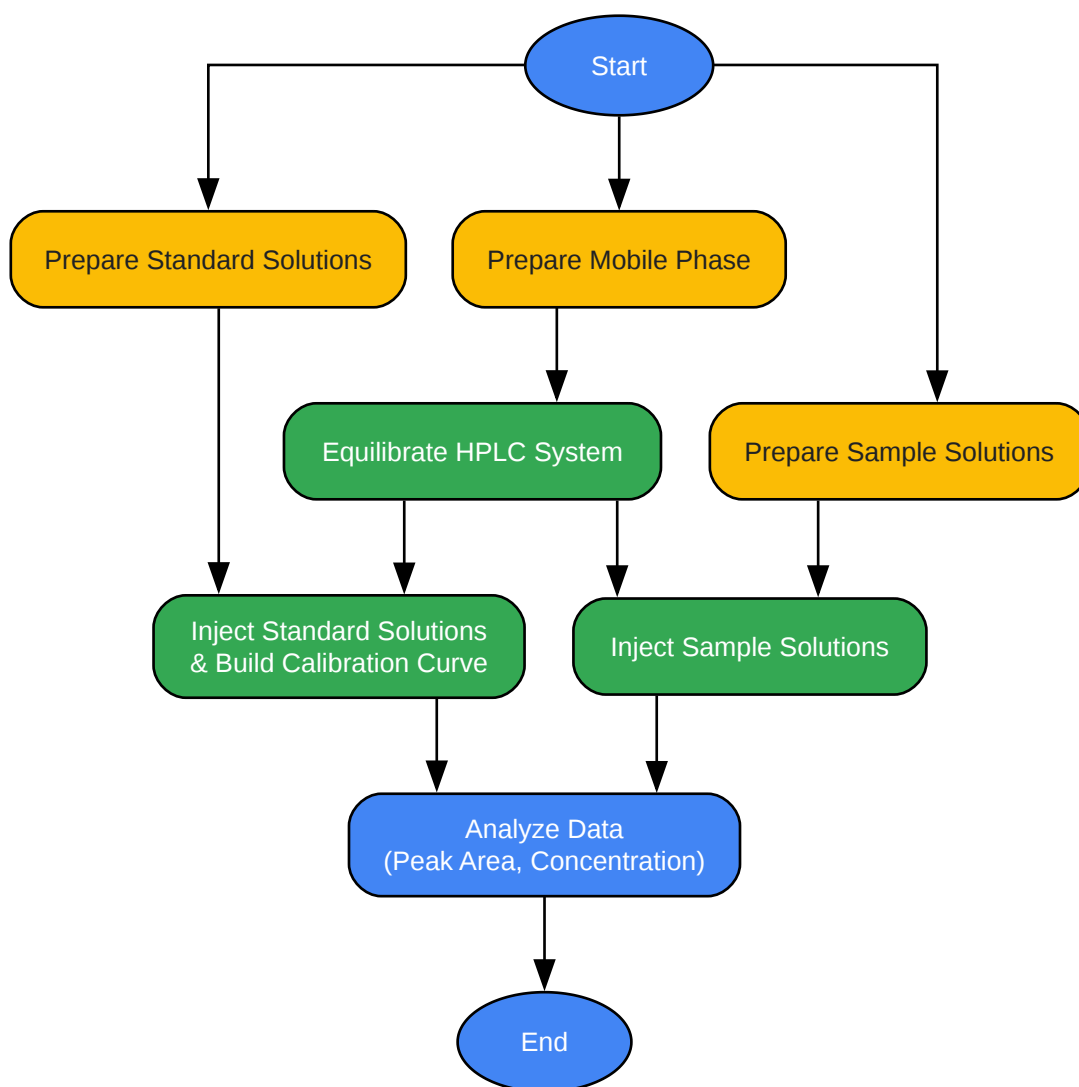 Start
Prepare Standard Solutions
Prepare Mobile Phase
Equilibrate HPLC System
Prepare Sample Solutions
Inject Standard Solutions
& Build Calibration Curve
Inject Sample Solutions
Analyze Data
(Peak Area, Concentration)
End